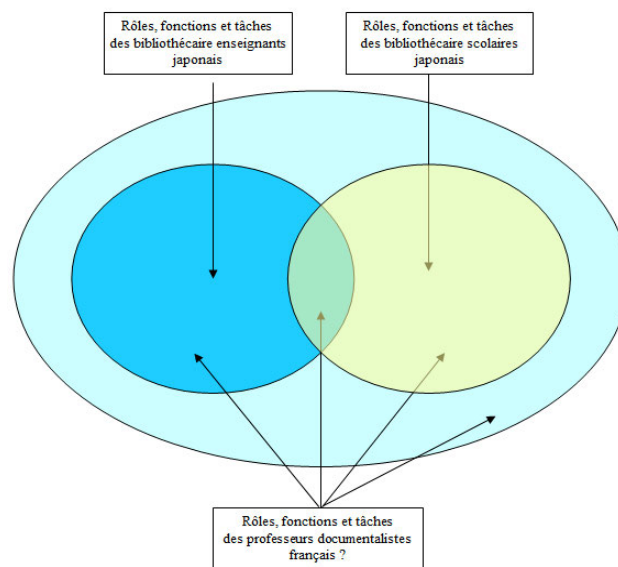 Rôles, fonctions et tâches
des bibliothécaire enseignants
japonais
Rôles, fonctions et tâches
des bibliothécaire scolaires
japonais
Rôles, fonctions et tâches
des professeurs documentalistes
français ?